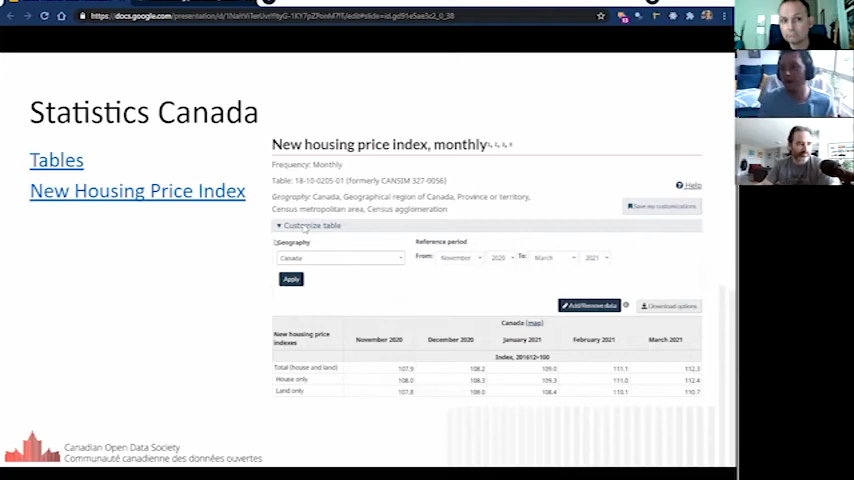 Statistics Canada
Tables
New Housing Price Index
New housing price index, monthly
Frequency: Monthly
Table: 18-10-0205-01 (formerly CANSIM 327-0056)
Help
Geography: Canada, Geographical region of Canada, Province or territory,
Census metropolitan area, Census agglomeration
Save my customizations
Customize table
Geography
Reference period
Canada
From: November 2020 To: March 2021
Apply
Add/Remove data
Download options
New housing price
indexes
Canada (map)
November 2020 December 2020 January 2021 February 2021 March 2021
Index, 201612=100
Total (house and land) 107.9 108.2 109.0 111.1 112.3
House only 108.0 108.3 109.3 111.0 112.4
Land only 107.8 108.0 108.4 110.1 110.7
Canadian Open Data Society
Communauté canadienne des données ouvertes